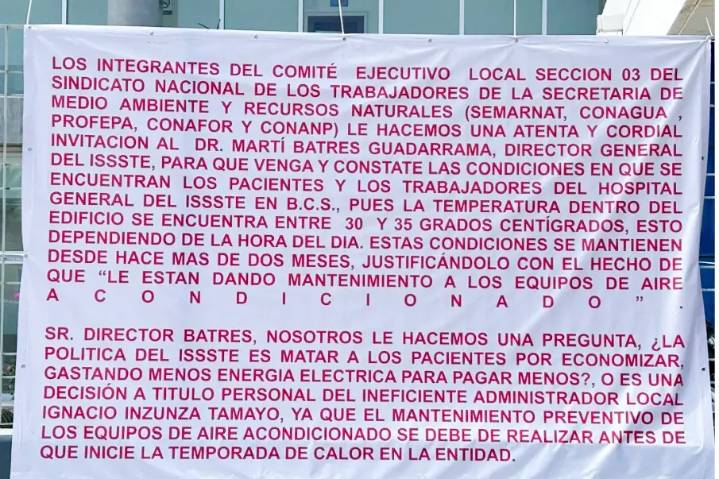 LOS INTEGRANTES DEL COMITÉ EJECUTIVO LOCAL SECCION 03 DEL
SINDICATO NACIONAL DE LOS TRABAJADORES DE LA SECRETARIA DE
MEDIO AMBIENTE Y RECURSOS NATURALES (SEMARNAT, CONAGUA ,
PROFEPA, CONAFOR Y CONANP) LE HACEMOS UNA ATENTA Y CORDIAL
INVITACION AL DR. MARTÍ BATRES GUADARRAMA, DIRECTOR GENERAL
DEL ISSSTE, PARA QUE VENGA Y CONSTATE LAS CONDICIONES EN QUE SE
ENCUENTRAN LOS PACIENTES Y LOS TRABAJADORES DEL HOSPITAL
GENERAL DEL ISSSTE EN B.C.S., PUES LA TEMPERATURA DENTRO DEL
EDIFICIO SE ENCUENTRA ENTRE 30 Y 35 GRADOS CENTÍGRADOS, ESTO
DEPENDIENDO DE LA HORA DEL DIA. ESTAS CONDICIONES SE MANTIENEN
DESDE HACE MAS DE DOS MESES, JUSTIFICÁNDOLO CON EL HECHO DE
QUE “LE ESTAN DANDO MANTENIMIENTO A LOS EQUIPOS DE AIRE
A C O N D I C I O N A D O ” .
SR. DIRECTOR BATRES, NOSOTROS LE HACEMOS UNA PREGUNTA, ¿LA
POLITICA DEL ISSSTE ES MATAR A LOS PACIENTES POR ECONOMIZAR,
GASTANDO MENOS ENERGIA ELECTRICA PARA PAGAR MENOS?, O ES UNA
DECISIÓN A TITULO PERSONAL DEL INEFICIENTE ADMINISTRADOR LOCAL
IGNACIO INZUNZA TAMAYO, YA QUE EL MANTENIMIENTO PREVENTIVO DE
LOS EQUIPOS DE AIRE ACONDICIONADO SE DEBE DE REALIZAR ANTES DE
QUE INICIE LA TEMPORADA DE CALOR EN LA ENTIDAD.